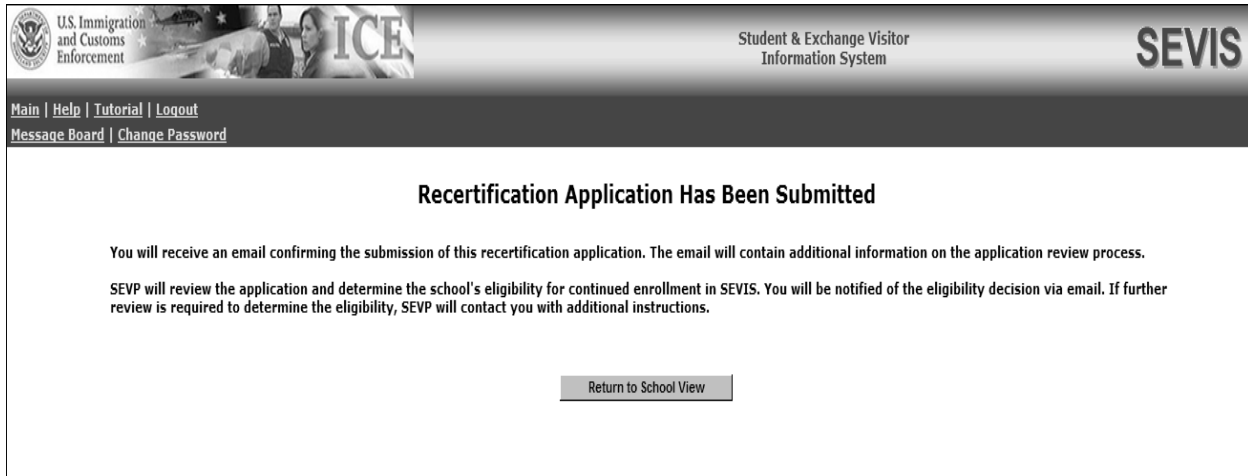 U.S. Immigration
and Customs
Enforcement
ICE
Student & Exchange Visitor
Information System
SEVIS
Main | Help | Tutorial | Logout
Message Board | Change Password
Recertification Application Has Been Submitted
You will receive an email confirming the submission of this recertification application. The email will contain additional information on the application review process.
SEVP will review the application and determine the school's eligibility for continued enrollment in SEVIS. You will be notified of the eligibility decision via email. If further
review is required to determine the eligibility, SEVP will contact you with additional instructions.
Return to School View